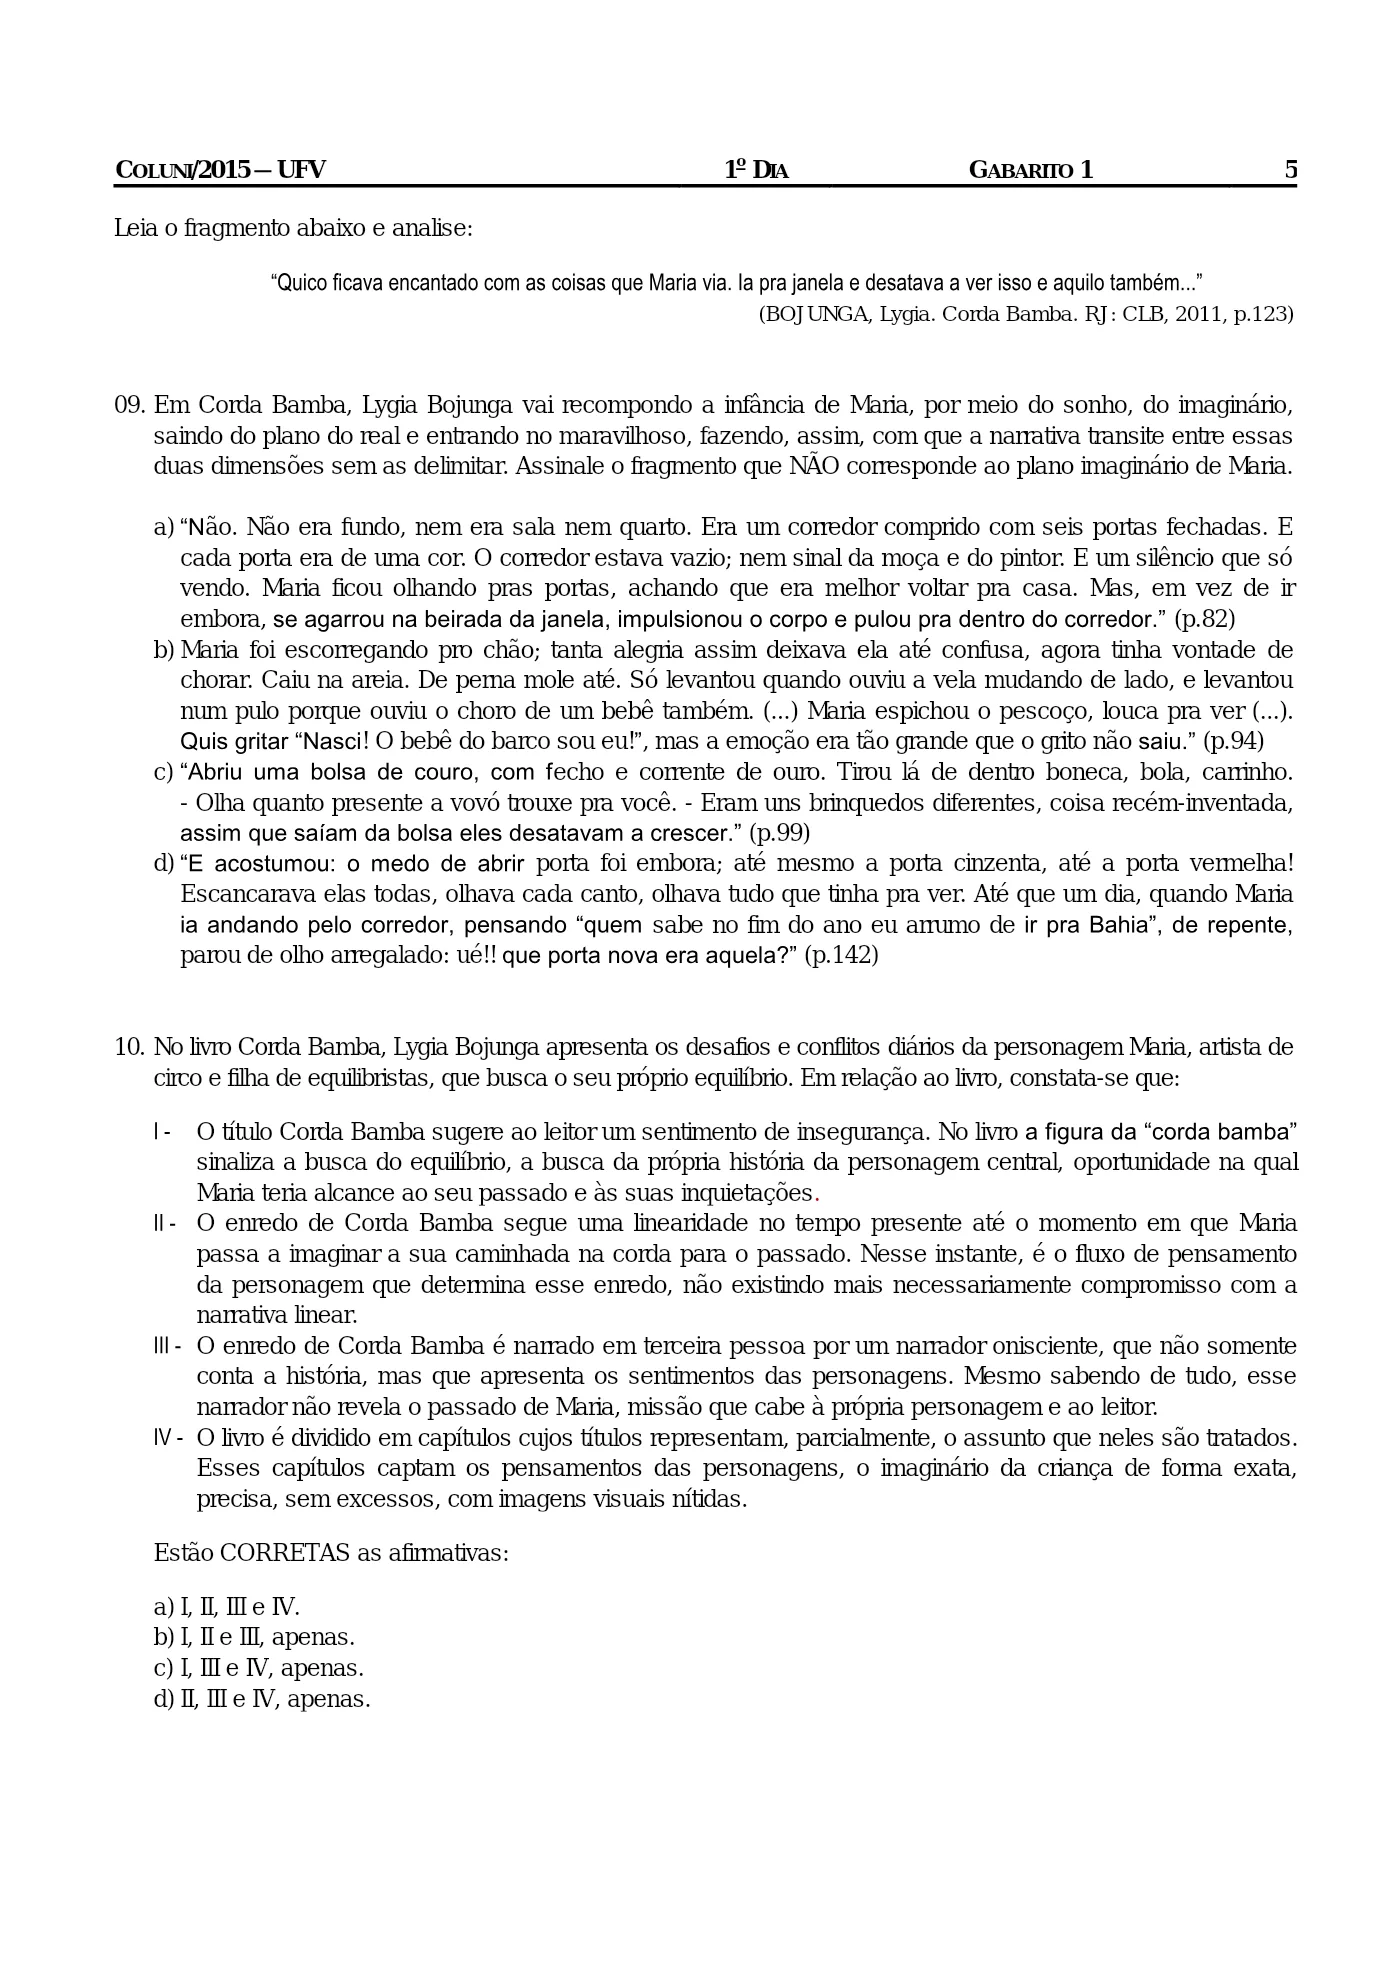 COLUNI/2015 — UFV 1º DIA GABARITO 1 5
Leia o fragmento abaixo e analise:
“Quico ficava encantado com as coisas que Maria via. Ia pra janela e desatava a ver isso e aquilo também...”
(BOJUNGA, Lygia. Corda Bamba. RJ: CLB, 2011, p.123)
09. Em Corda Bamba, Lygia Bojunga vai recompondo a infância de Maria, por meio do sonho, do imaginário,
saindo do plano do real e entrando no maravilhoso, fazendo, assim, com que a narrativa transite entre essas
duas dimensões sem as delimitar. Assinale o fragmento que NÃO corresponde ao plano imaginário de Maria.
a) “Não. Não era fundo, nem era sala nem quarto. Era um corredor comprido com seis portas fechadas. E
cada porta era de uma cor. O corredor estava vazio; nem sinal da moça e do pintor. E um silêncio que só
vendo. Maria ficou olhando pras portas, achando que era melhor voltar pra casa. Mas, em vez de ir
embora, se agarrou na beirada da janela, impulsionou o corpo e pulou pra dentro do corredor.” (p.82)
b) Maria foi escorregando pro chão; tanta alegria assim deixava ela até confusa, agora tinha vontade de
chorar. Caiu na areia. De perna mole até. Só levantou quando ouviu a vela mudando de lado, e levantou
num pulo porque ouviu o choro de um bebê também. (...) Maria espichou o pescoço, louca pra ver (...).
Quis gritar “Nasci! O bebê do barco sou eu!”, mas a emoção era tão grande que o grito não saiu.” (p.94)
c) “Abriu uma bolsa de couro, com fecho e corrente de ouro. Tirou lá de dentro boneca, bola, carrinho.
- Olha quanto presente a vovó trouxe pra você. - Eram uns brinquedos diferentes, coisa recém-inventada,
assim que saíam da bolsa eles desatavam a crescer.” (p.99)
d) “E acostumou: o medo de abrir porta foi embora; até mesmo a porta cinzenta, até a porta vermelha!
Escancarava elas todas, olhava cada canto, olhava tudo que tinha pra ver. Até que um dia, quando Maria
ia andando pelo corredor, pensando “quem sabe no fim do ano eu arrumo de ir pra Bahia”, de repente,
parou de olho arregalado: ué!! que porta nova era aquela?” (p.142)
10. No livro Corda Bamba, Lygia Bojunga apresenta os desafios e conflitos diários da personagem Maria, artista de
circo e filha de equilibristas, que busca o seu próprio equilíbrio. Em relação ao livro, constata-se que:
I - O título Corda Bamba sugere ao leitor um sentimento de insegurança. No livro a figura da “corda bamba”
sinaliza a busca do equilíbrio, a busca da própria história da personagem central, oportunidade na qual
Maria teria alcance ao seu passado e às suas inquietações.
II - O enredo de Corda Bamba segue uma linearidade no tempo presente até o momento em que Maria
passa a imaginar a sua caminhada na corda para o passado. Nesse instante, é o fluxo de pensamento
da personagem que determina esse enredo, não existindo mais necessariamente compromisso com a
narrativa linear.
III - O enredo de Corda Bamba é narrado em terceira pessoa por um narrador onisciente, que não somente
conta a história, mas que apresenta os sentimentos das personagens. Mesmo sabendo de tudo, esse
narrador não revela o passado de Maria, missão que cabe à própria personagem e ao leitor.
IV - O livro é dividido em capítulos cujos títulos representam, parcialmente, o assunto que neles são tratados.
Esses capítulos captam os pensamentos das personagens, o imaginário da criança de forma exata,
precisa, sem excessos, com imagens visuais nítidas.
Estão CORRETAS as afirmativas:
a) I, II, III e IV.
b) I, II e III, apenas.
c) I, III e IV, apenas.
d) II, III e IV, apenas.